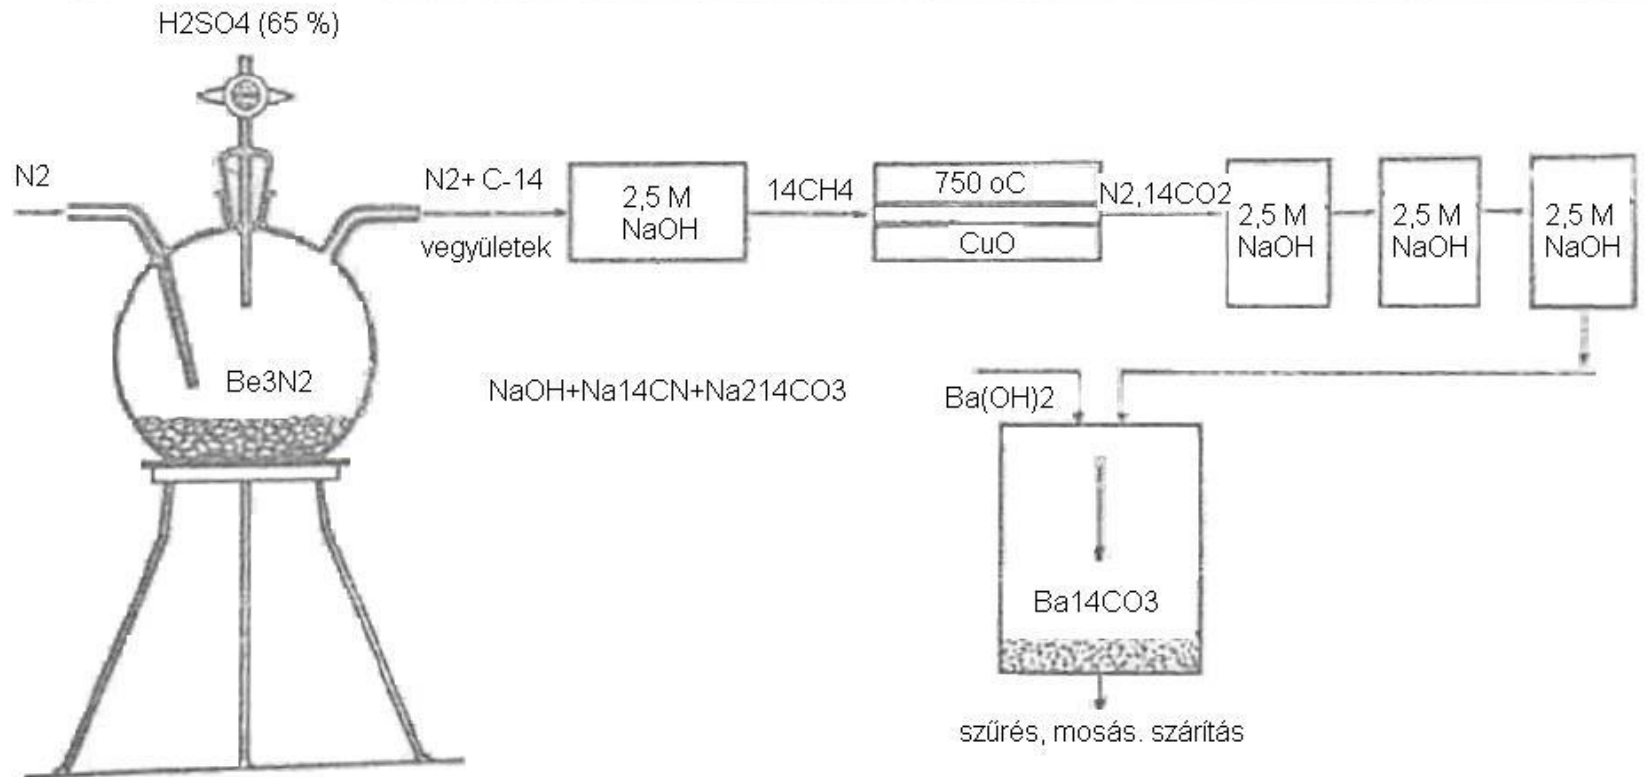 H2SO4 (65 %)
N2
N2+ C-14
vegyületek
2,5 M
NaOH
14CH4
750 oC
CuO
N2,14CO2
2,5 M
NaOH
2,5 M
NaOH
2,5 M
NaOH
Be3N2
NaOH+Na14CN+Na214CO3
Ba(OH)2
Ba14CO3
szűrés, mosás. szárítás